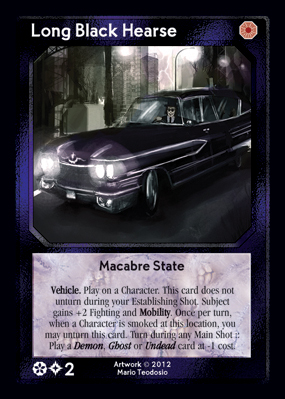 Long Black Hearse
Macabre State
Vehicle. Play on a Character. This card does not
unturn during your Establishing Shot. Subject
gains +2 Fighting and Mobility. Once per turn,
when a Character is smoked at this location, you
may unturn this card. Turn during any Main Shot ::
Play a Demon, Ghost or Undead card at -1 cost.
2
Artwork © 2012
Mario Teodosio